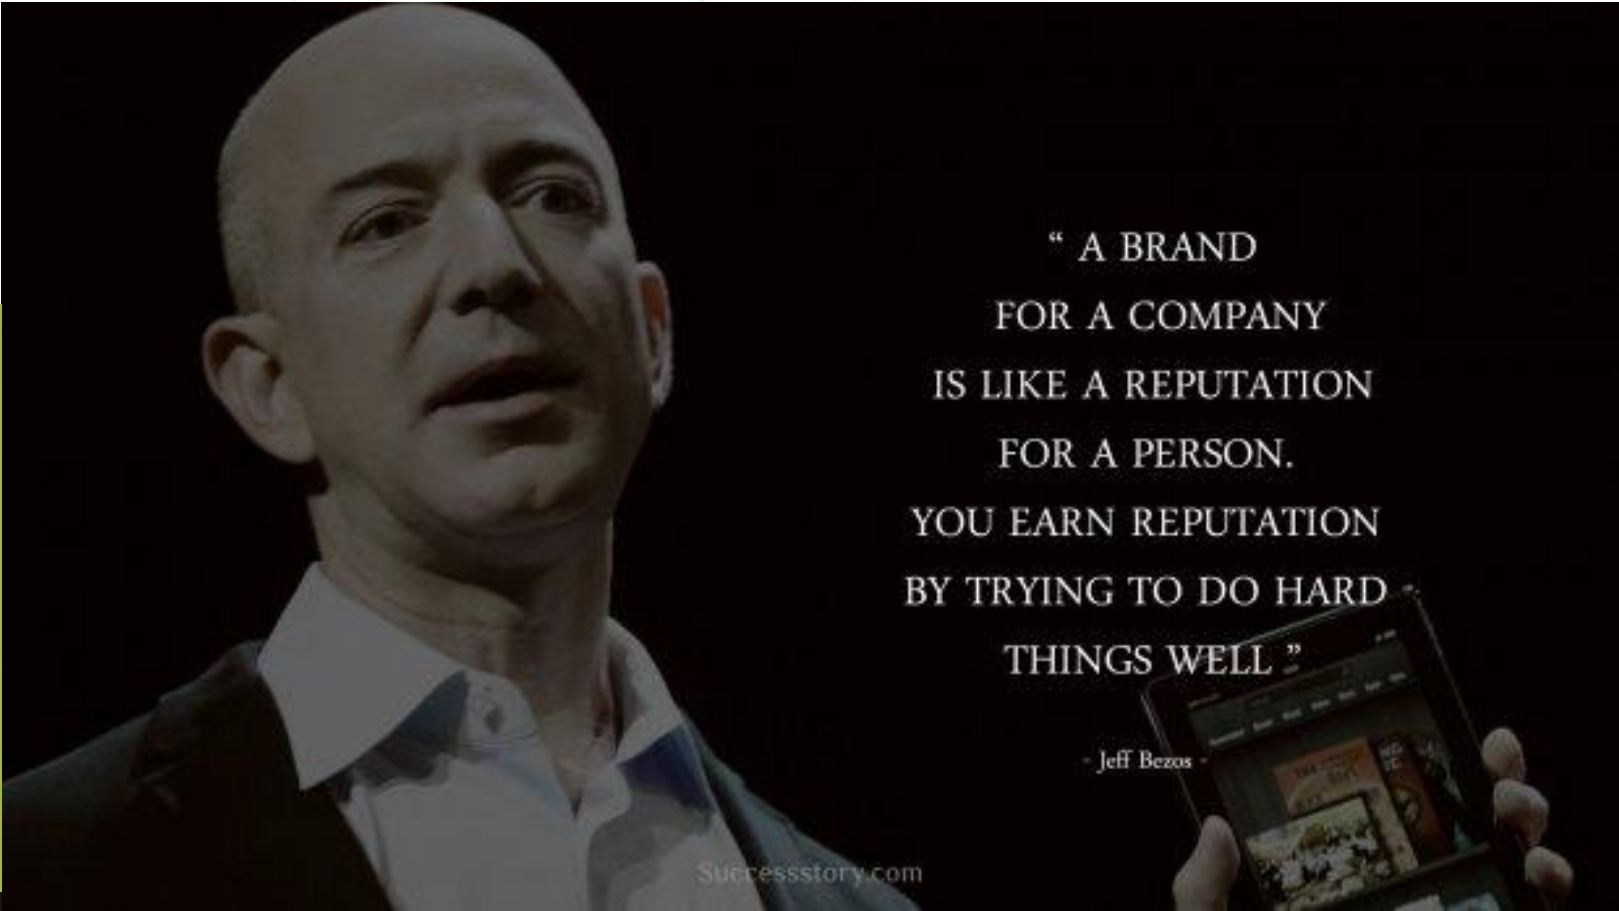 “ A BRAND
FOR A COMPANY
IS LIKE A REPUTATION
FOR A PERSON.
YOU EARN REPUTATION
BY TRYING TO DO HARD
THINGS WELL ”
- Jeff Bezos -
Successstory.com